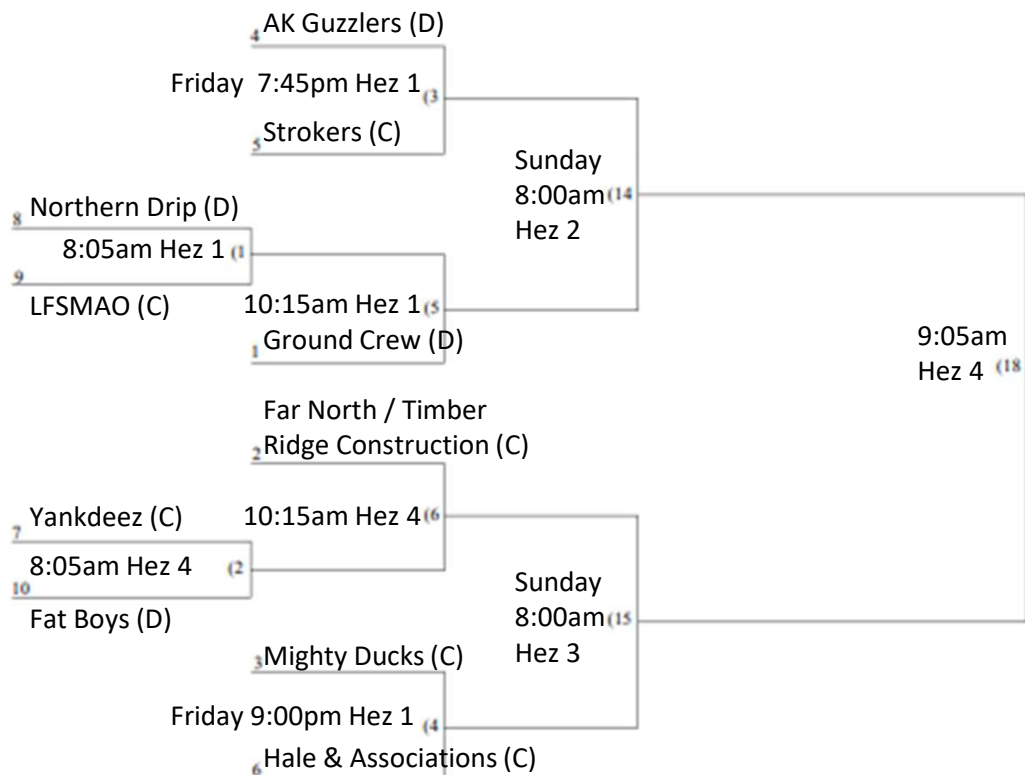 4 AK Guzzlers (D)
Friday 7:45pm Hez 1 (3
5 Strokers (C)
Sunday
8:00am (14
Hez 2
8 Northern Drip (D)
8:05am Hez 1 (1
9
LFSMAO (C)
10:15am Hez 1 (5
1 Ground Crew (D)
9:05am
Hez 4 (18
Far North / Timber
2 Ridge Construction (C)
7 Yankdeez (C)
10:15am Hez 4 (6
8:05am Hez 4 (2
10
Fat Boys (D)
Sunday
8:00am (15
Hez 3
3 Mighty Ducks (C)
Friday 9:00pm Hez 1 (4
6 Hale & Associations (C)